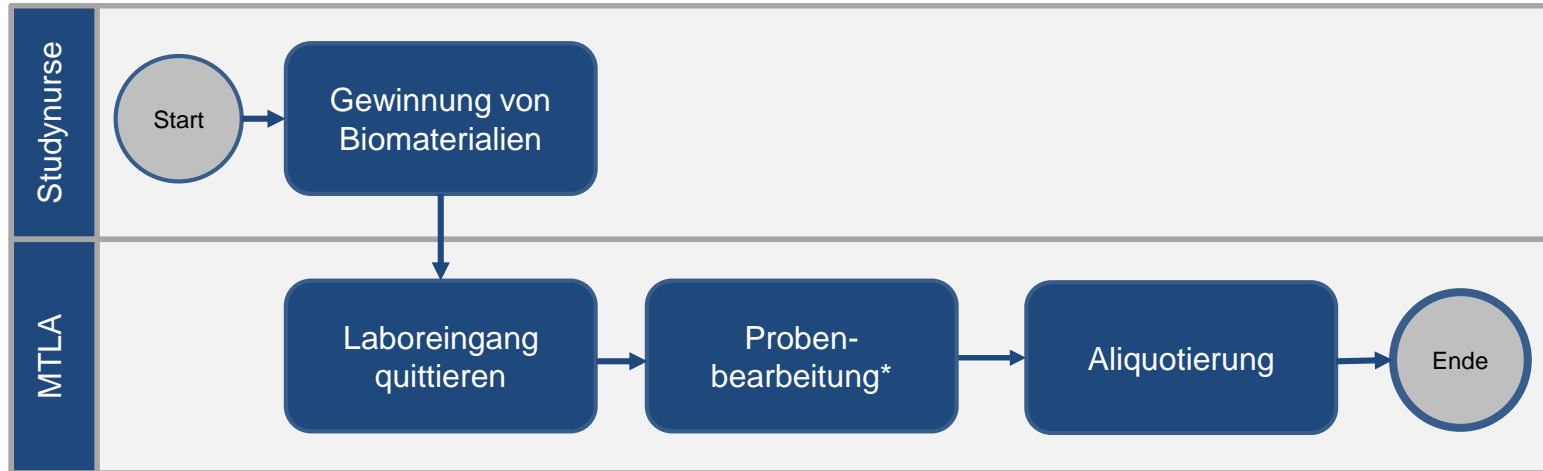 Studynurse
Start
Gewinnung von
Biomaterialien
MTLA
Laboreingang
quittieren
Proben-
bearbeitung*
Aliquotierung
Ende